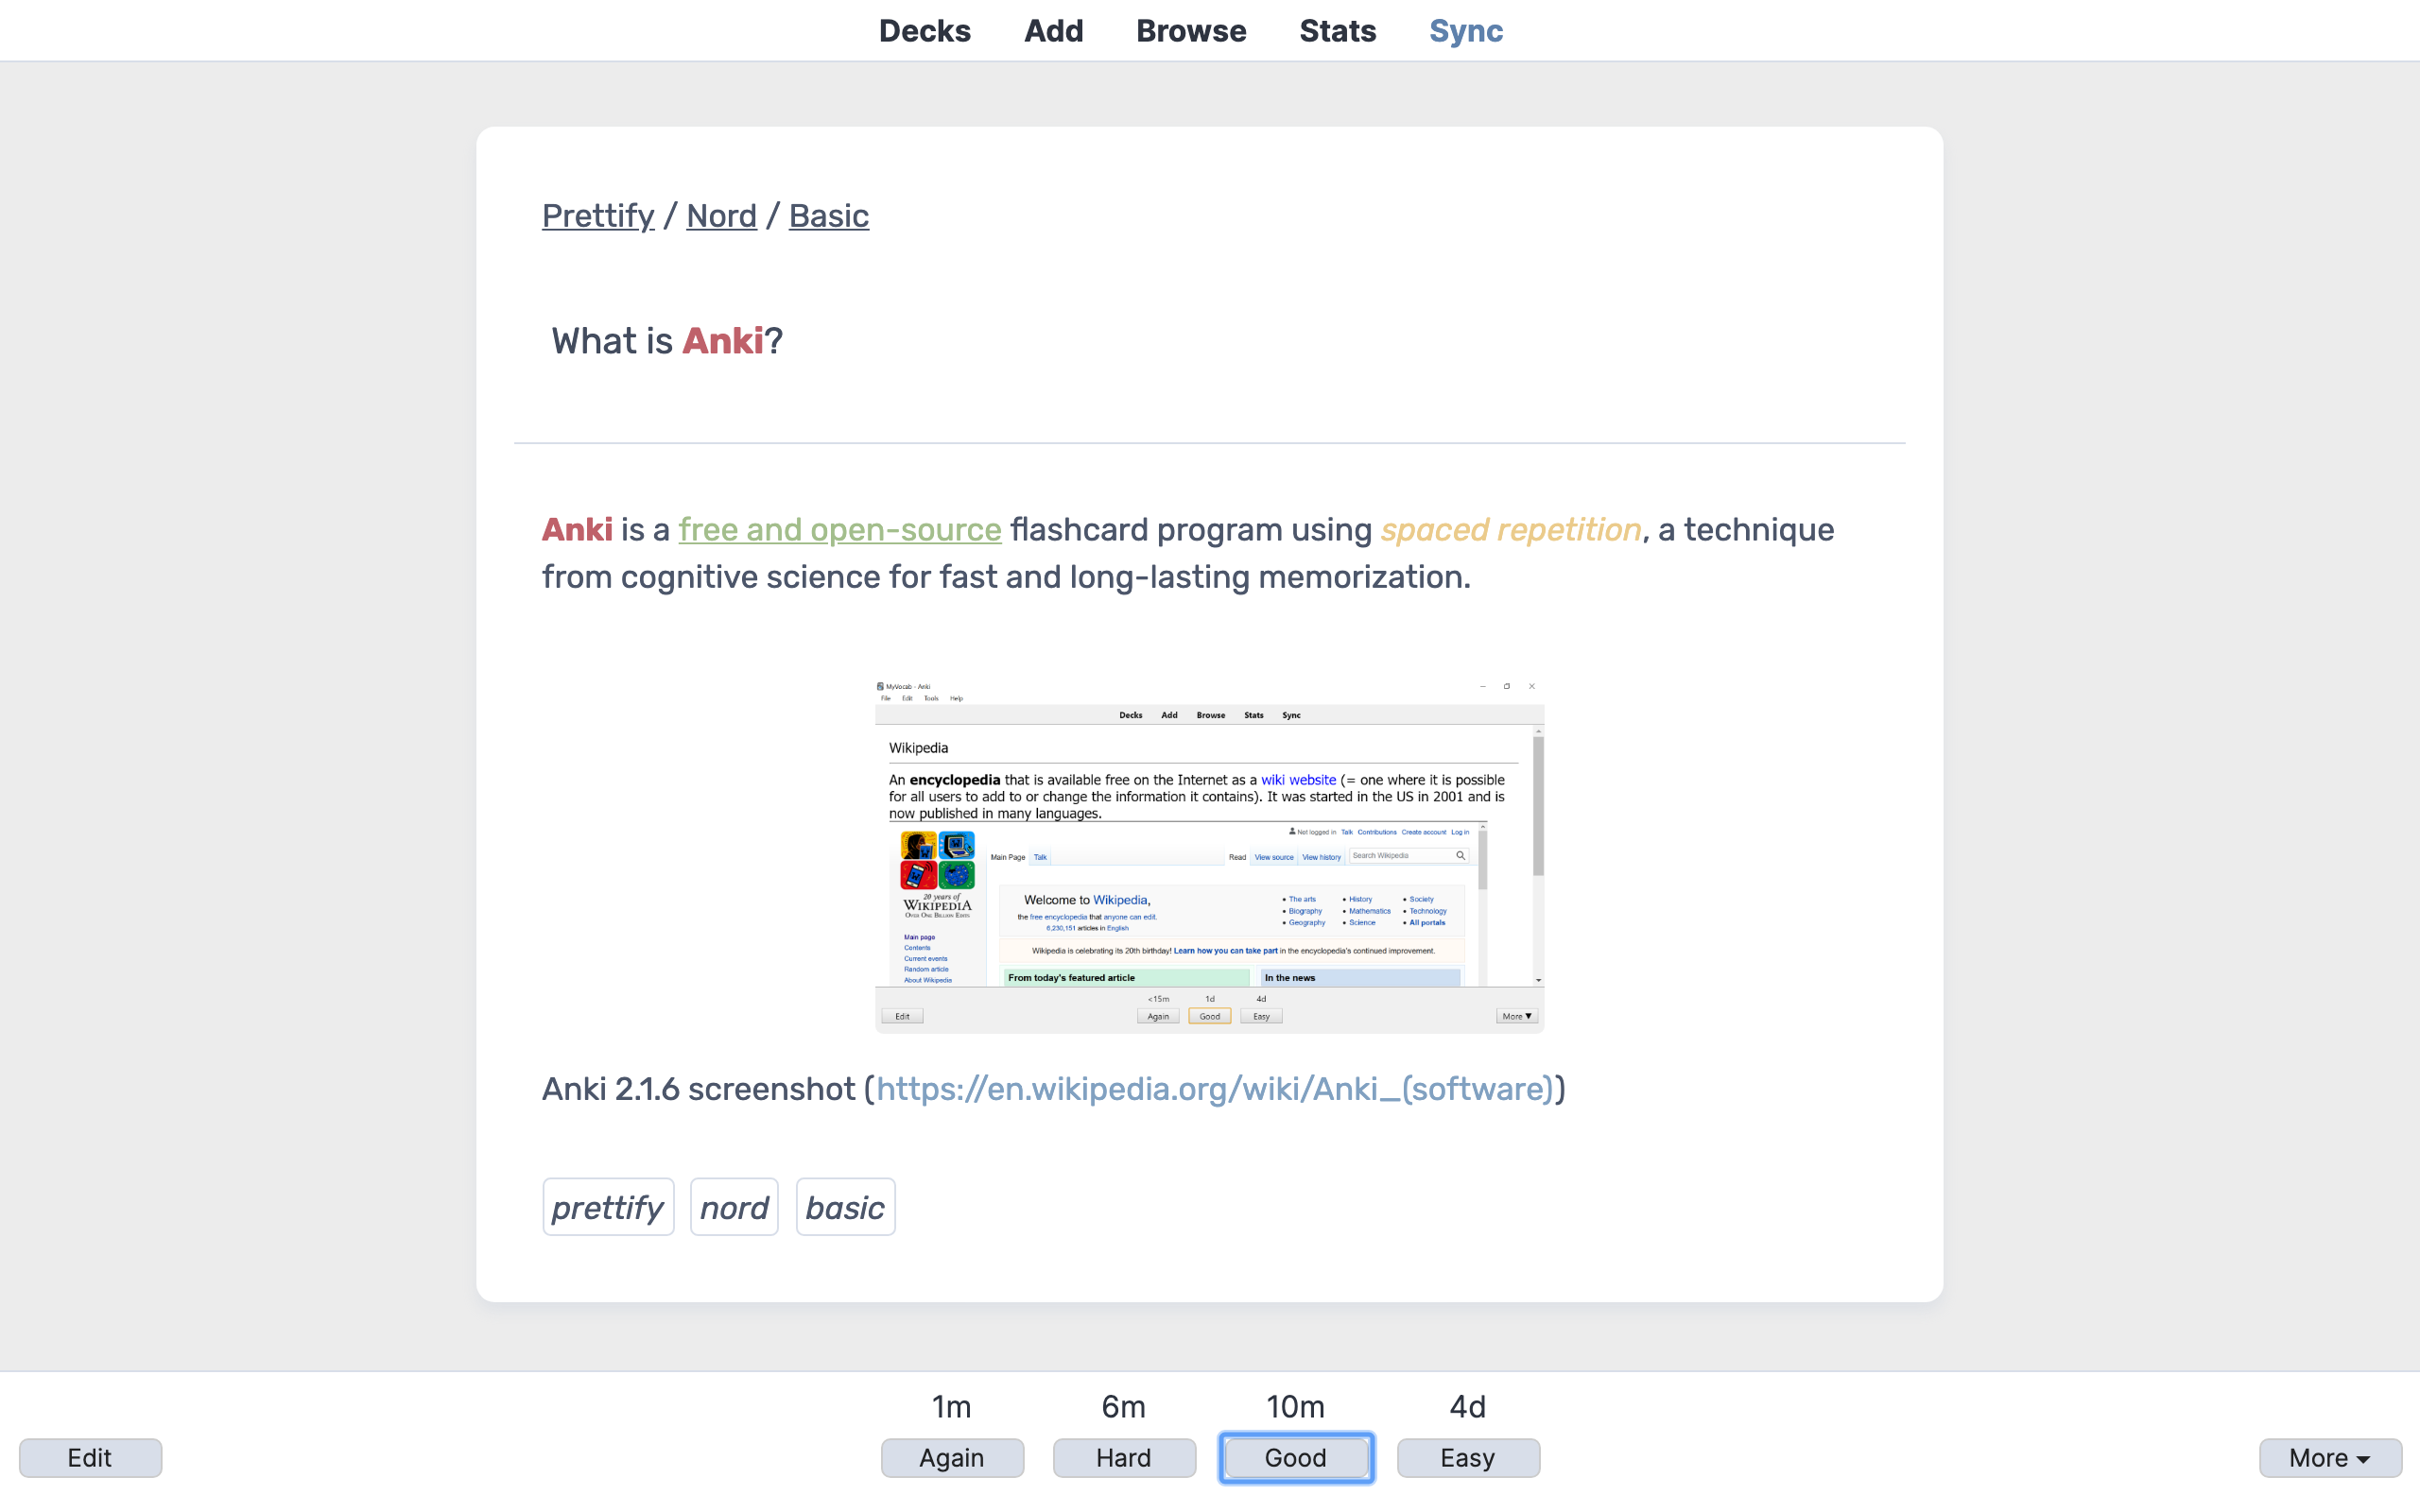 Decks Add Browse Stats Sync
Prettify / Nord / Basic
What is Anki?
Anki is a free and open-source flashcard program using spaced repetition, a technique
from cognitive science for fast and long-lasting memorization.
MyVocab - Anki
File Edit Tools Help
Decks Add Browse Stats Sync
Wikipedia
An encyclopedia that is available free on the Internet as a wiki website (= one where it is possible
for all users to add to or change the information it contains). It was started in the US in 2001 and is
now published in many languages.
Not logged in Talk Contributions Create account Log in
Main Page Talk Read View source View history Search Wikipedia
20 years of
WIKIPEDIA
Over One Billion Edits
Main page
Contents
Current events
Random article
About Wikipedia
Welcome to Wikipedia,
the free encyclopedia that anyone can edit.
6,230,151 articles in English
The arts History Society
Biography Mathematics Technology
Geography Science All portals
Wikipedia is celebrating its 20th birthday! Learn how you can take part in the encyclopedia's continued improvement.
From today's featured article In the news
<15m 1d 4d
Edit Again Good Easy More ▼
Anki 2.1.6 screenshot (https://en.wikipedia.org/wiki/Anki_(software))
prettify nord basic
1m 6m 10m 4d
Edit Again Hard Good Easy More